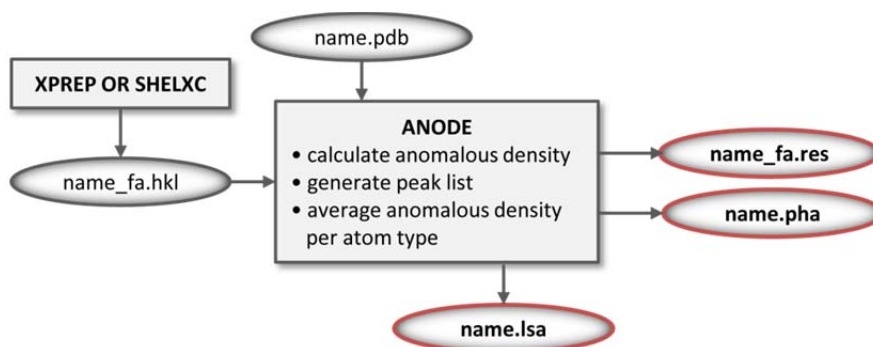 name.pdb
XPREP OR SHELXC
name_fa.hkl
ANODE
• calculate anomalous density
• generate peak list
• average anomalous density
per atom type
name_fa.res
name.pha
name.lsa